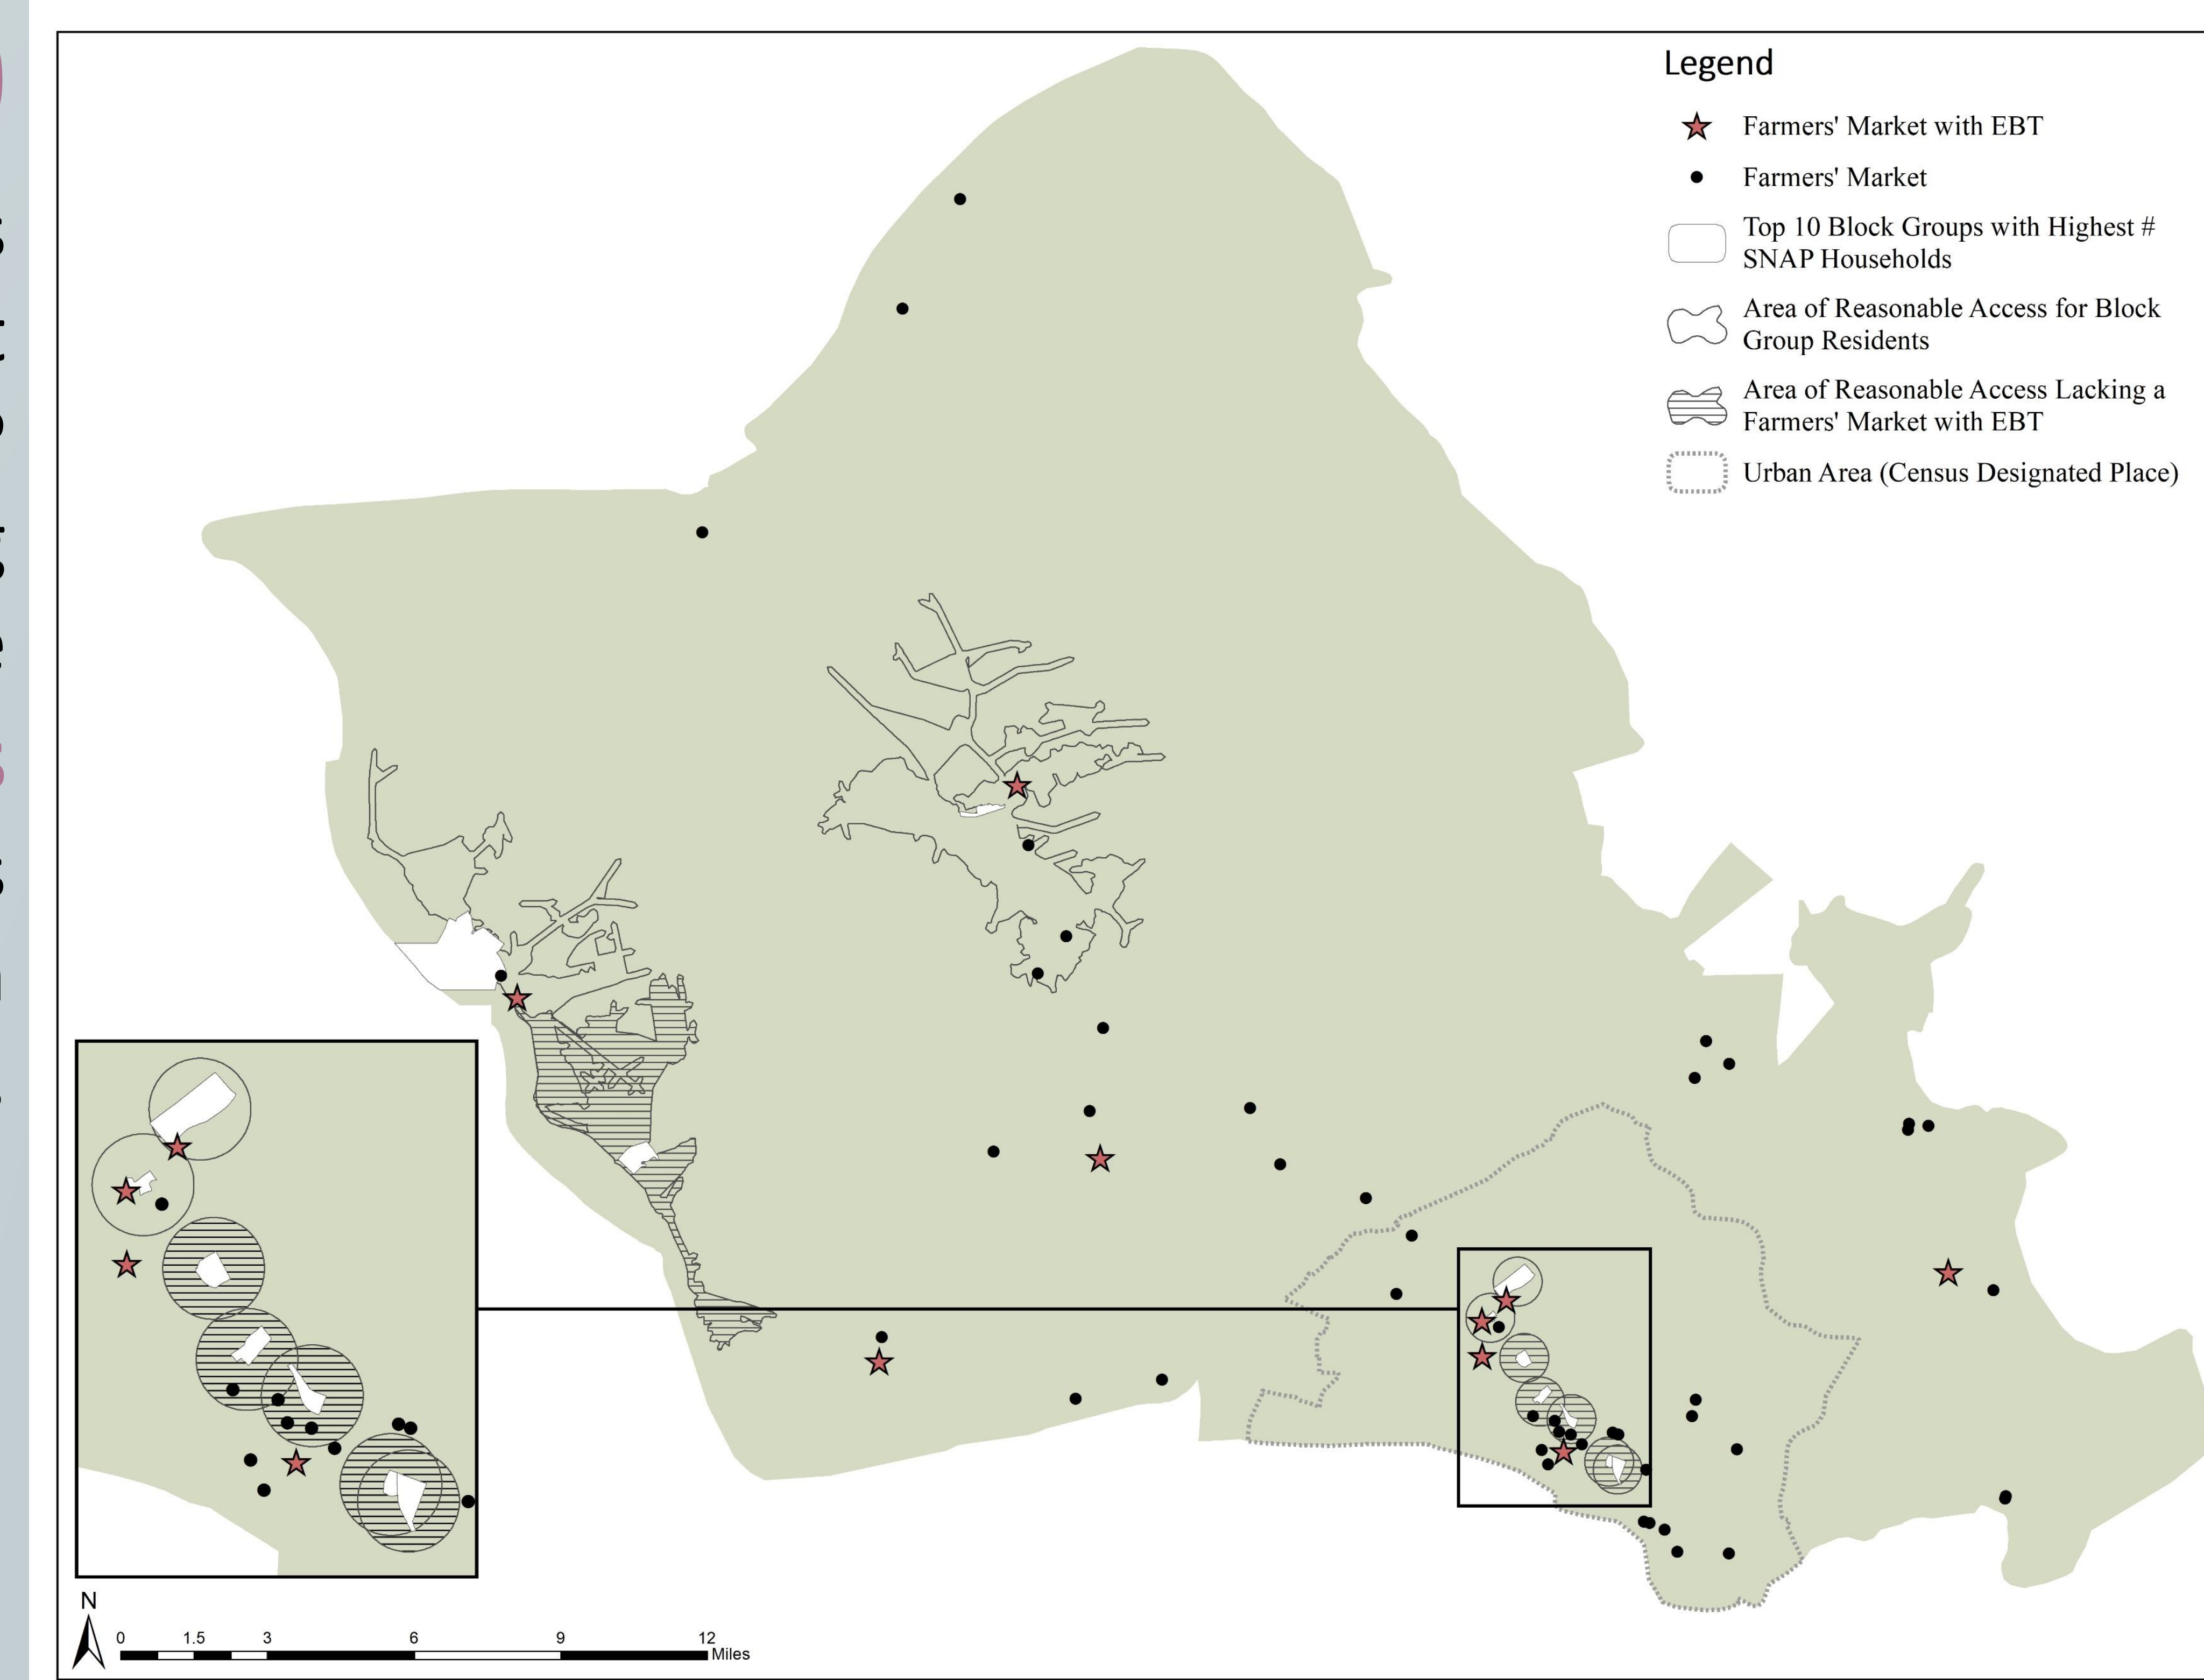 Legend
Farmers' Market with EBT
Farmers' Market
Top 10 Block Groups with Highest #
SNAP Households
Area of Reasonable Access for Block
Group Residents
Area of Reasonable Access Lacking a
Farmers' Market with EBT
Urban Area (Census Designated Place)
N
0 1.5 3 6 9 12
Miles